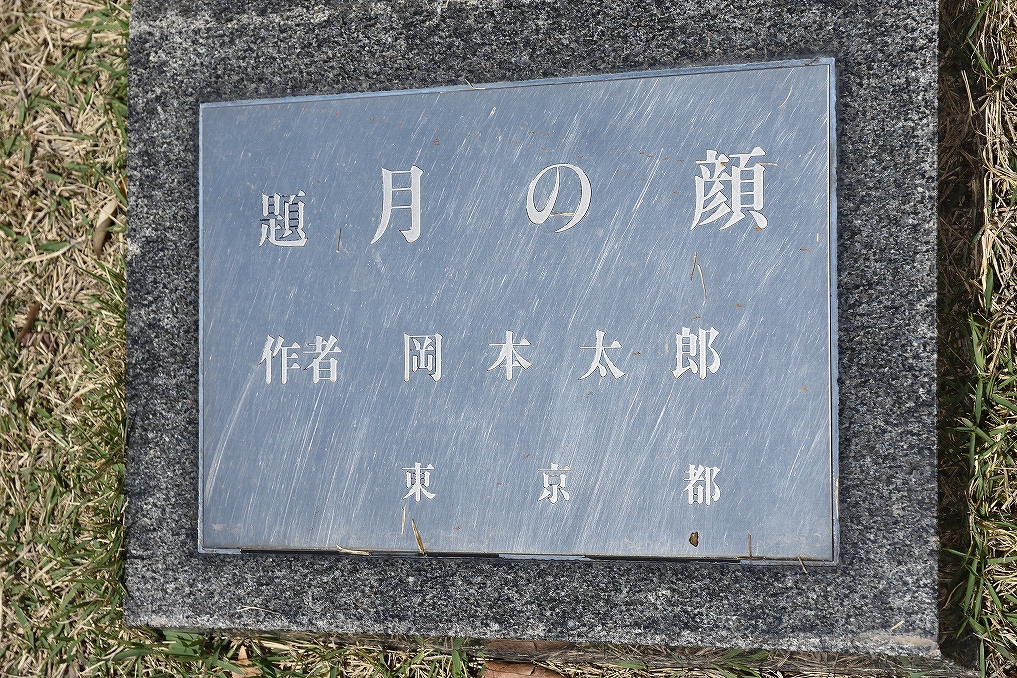 題 月の顔
作者 岡本太郎
東京都